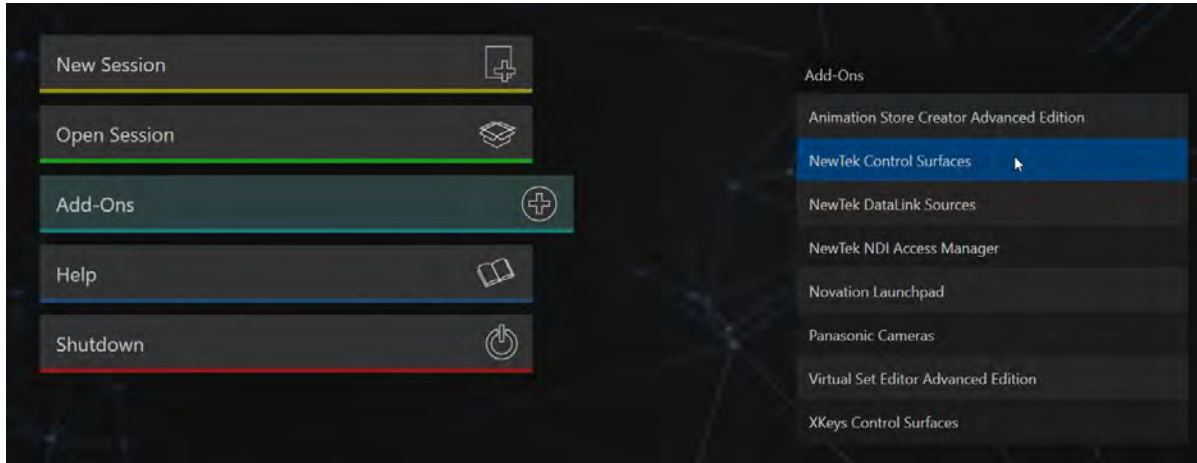 New Session
Open Session
Add-Ons
Help
Shutdown
Add-Ons
Animation Store Creator Advanced Edition
NewTek Control Surfaces
NewTek DataLink Sources
NewTek NDI Access Manager
Novation Launchpad
Panasonic Cameras
Virtual Set Editor Advanced Edition
XKeys Control Surfaces